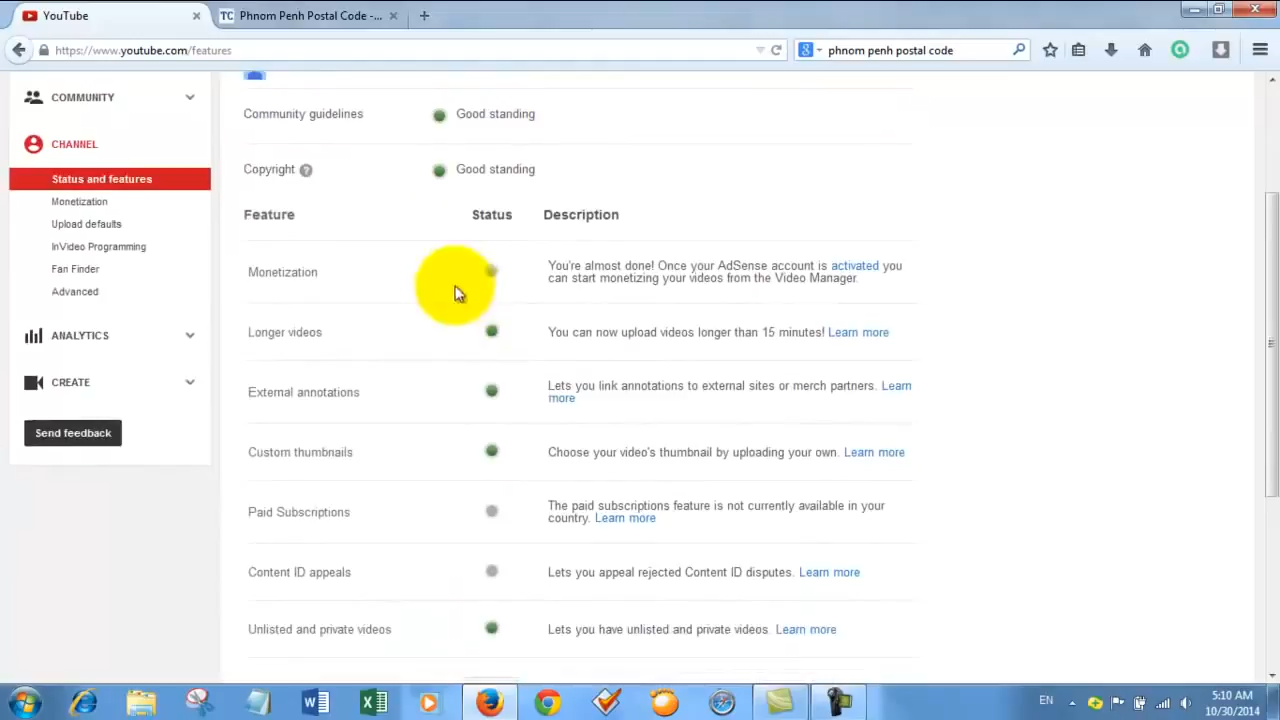 YouTube
TC Phnom Penh Postal Code -...
https://www.youtube.com/features
8 phnom penh postal code
COMMUNITY
CHANNEL
Status and features
Monetization
Upload defaults
InVideo Programming
Fan Finder
Advanced
ANALYTICS
CREATE
Send feedback
Community guidelines Good standing
Copyright ? Good standing
Feature Status Description
Monetization
You're almost done! Once your AdSense account is activated you
can start monetizing your videos from the Video Manager.
Longer videos
You can now upload videos longer than 15 minutes! Learn more
External annotations
Lets you link annotations to external sites or merch partners. Learn
more
Custom thumbnails
Choose your video's thumbnail by uploading your own. Learn more
Paid Subscriptions
The paid subscriptions feature is not currently available in your
country. Learn more
Content ID appeals
Lets you appeal rejected Content ID disputes. Learn more
Unlisted and private videos
Lets you have unlisted and private videos. Learn more
EN
5:10 AM
10/30/2014